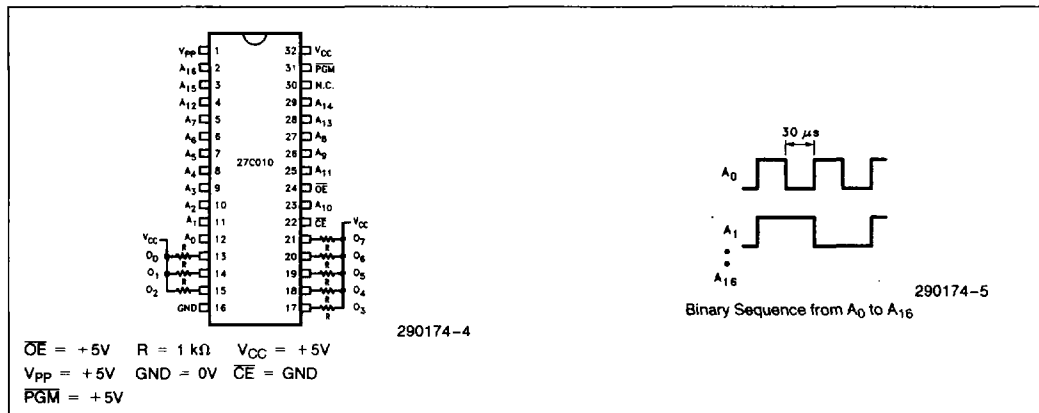 VPP 1 32 VCC
A16 2 31 PGM
A15 3 30 N.C.
A12 4 29 A14
A7 5 28 A13
A6 6 27 A8
A5 7 26 A9
A4 8 27C010 25 A11
A3 9 24 OE
A2 10 23 A10
A1 11 22 CE
A0 12 21 O7
VCC
O0 R 13 20 R O6
O1 R 14 19 R O5
O2 R 15 18 R O4
GND 16 17 R O3
VCC
R
290174-4
OE = +5V R = 1 kΩ VCC = +5V
VPP = +5V GND = 0V CE = GND
PGM = +5V
30 μs
A0
A1
A16
290174-5
Binary Sequence from A0 to A16